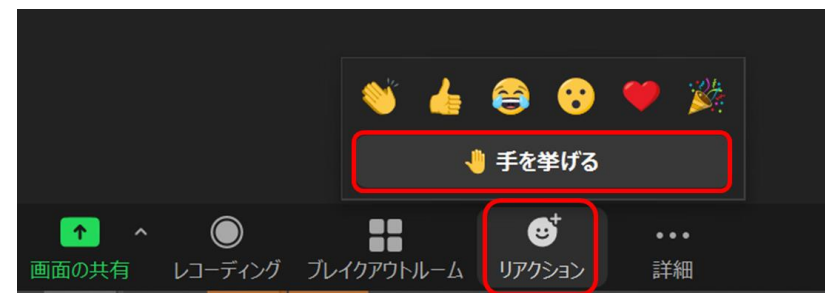 手を挙げる
画面の共有
レコーディング
ブレイクアウトルーム
リアクション
詳細